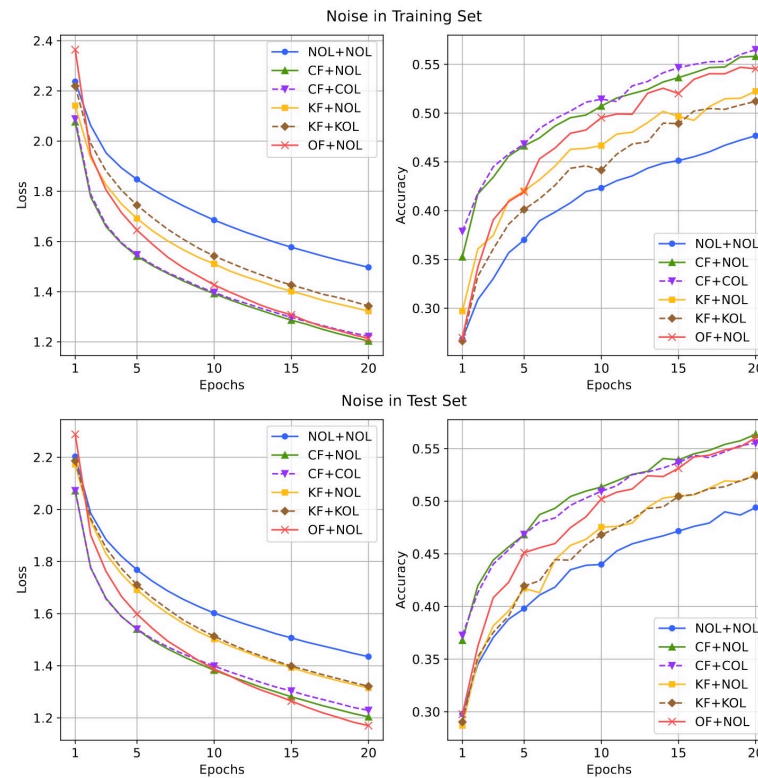 Noise in Training Set
2.4
2.2
2.0
1.8
1.6
1.4
1.2
Loss
1 5 10 15 20
Epochs
NOL+NOL
CF+NOL
CF+COL
KF+NOL
KF+KOL
OF+NOL
0.55
0.50
0.45
0.40
0.35
0.30
Accuracy
1 5 10 15 20
Epochs
NOL+NOL
CF+NOL
CF+COL
KF+NOL
KF+KOL
OF+NOL
Noise in Test Set
2.2
2.0
1.8
1.6
1.4
1.2
Loss
1 5 10 15 20
Epochs
NOL+NOL
CF+NOL
CF+COL
KF+NOL
KF+KOL
OF+NOL
0.55
0.50
0.45
0.40
0.35
0.30
Accuracy
1 5 10 15 20
Epochs
NOL+NOL
CF+NOL
CF+COL
KF+NOL
KF+KOL
OF+NOL